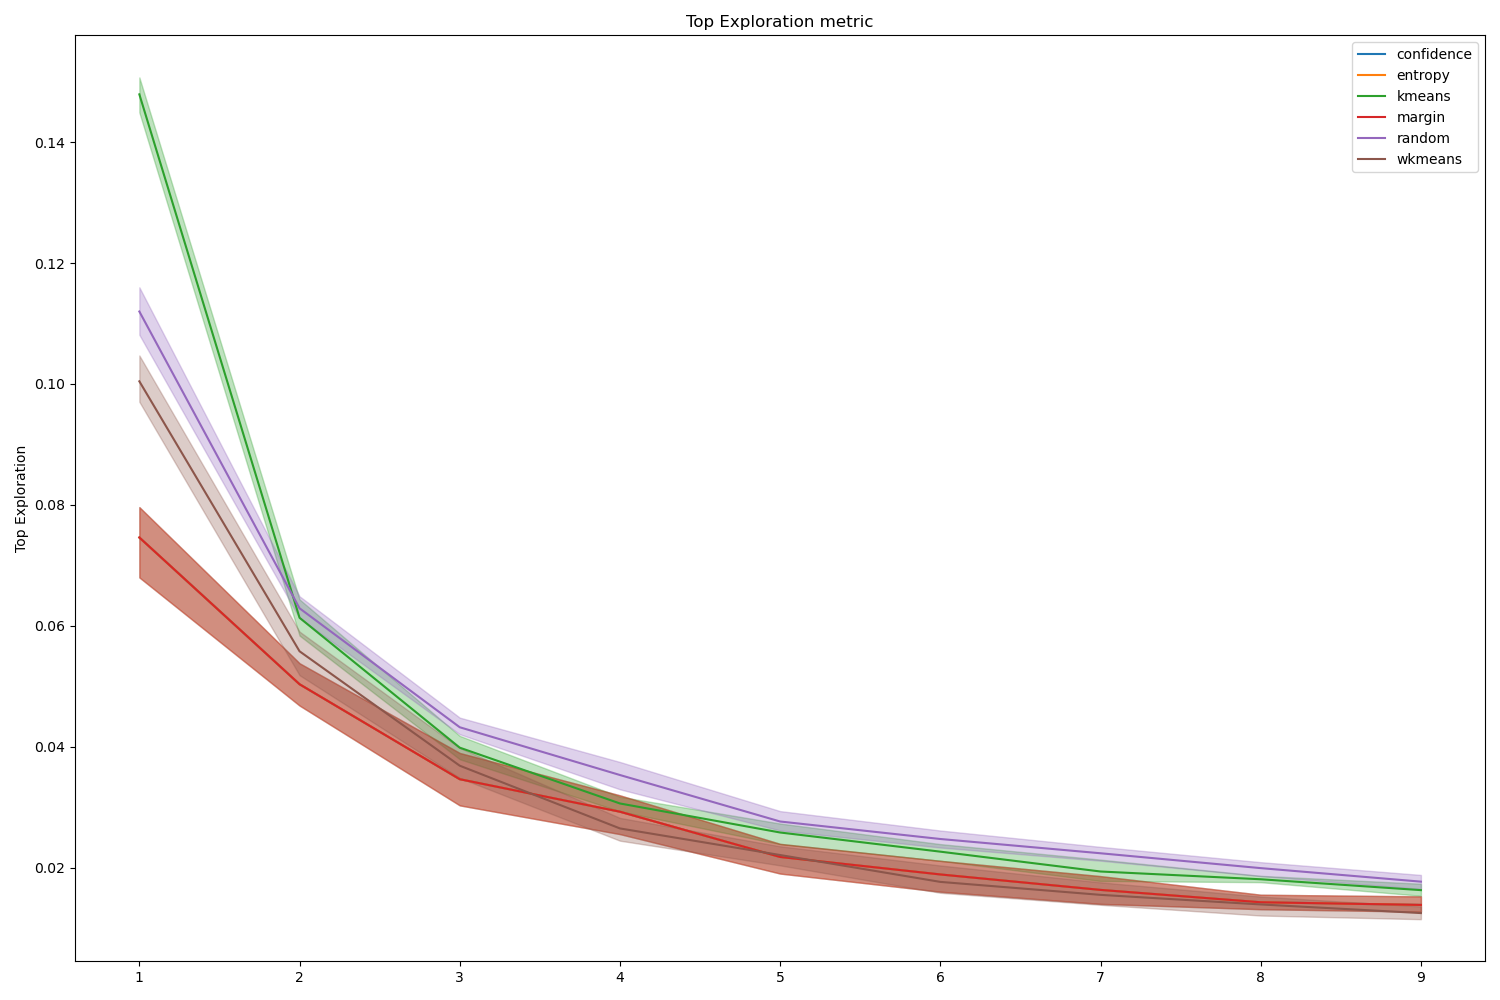 Top Exploration metric
confidence
entropy
kmeans
margin
random
wkmeans
Top Exploration
0.14
0.12
0.10
0.08
0.06
0.04
0.02
1 2 3 4 5 6 7 8 9